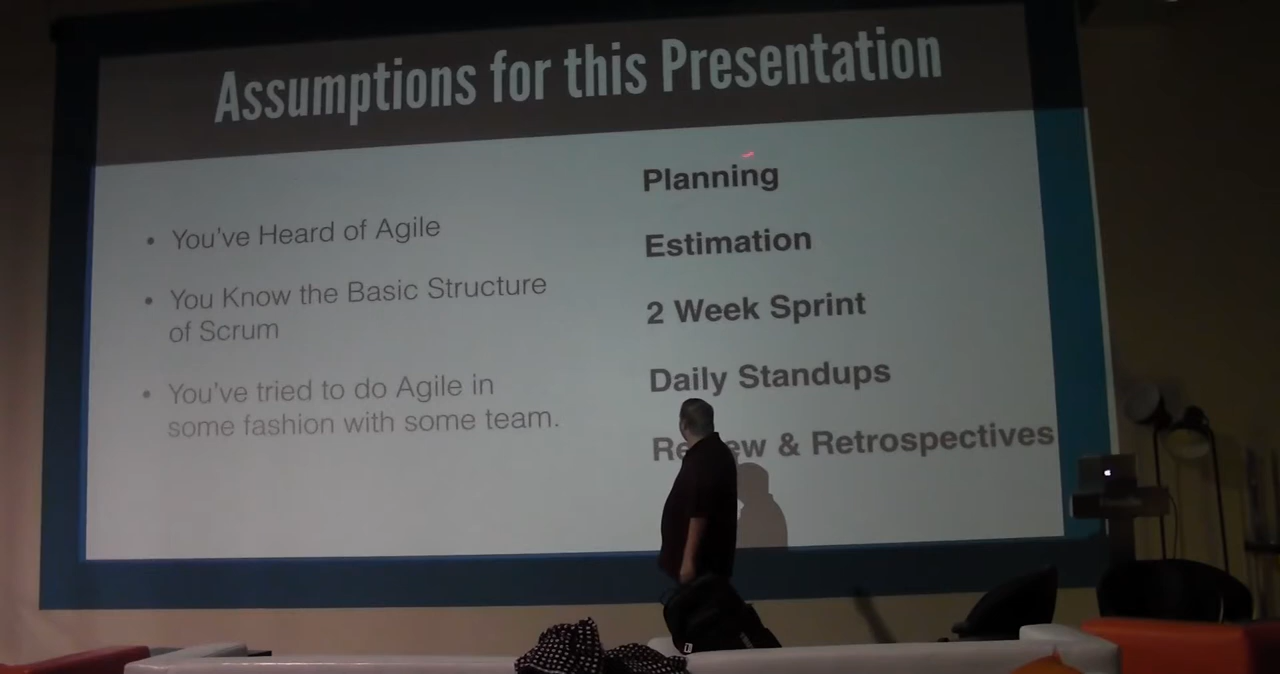 Assumptions for this Presentation
• You've Heard of Agile
• You Know the Basic Structure
of Scrum
• You've tried to do Agile in
some fashion with some team.
Planning
Estimation
2 Week Sprint
Daily Standups
& Retrospectives